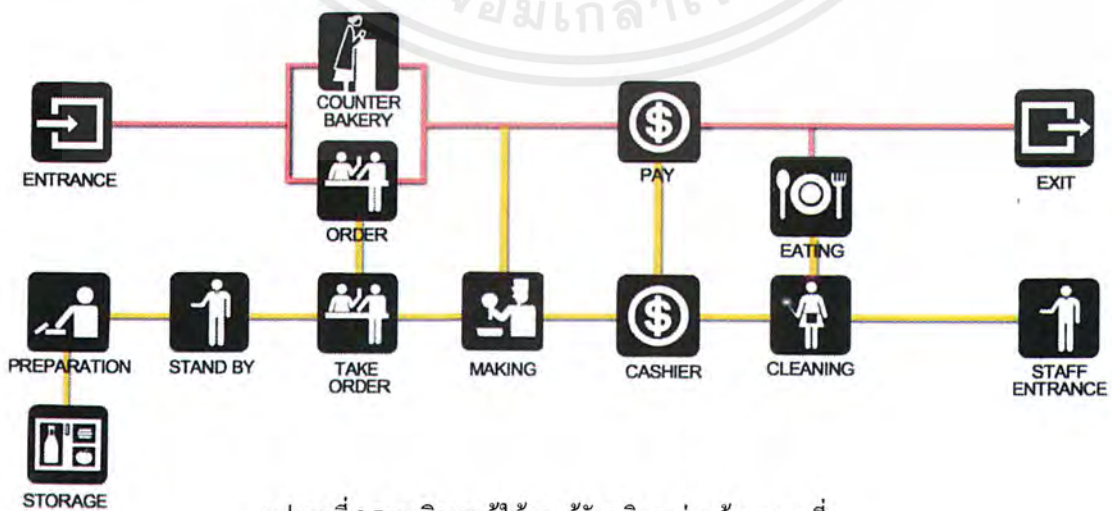 COUNTER
BAKERY
ENTRANCE
PAY
EXIT
ORDER
EATING
PREPARATION
STAND BY
TAKE
ORDER
MAKING
CASHIER
CLEANING
STAFF
ENTRANCE
STORAGE